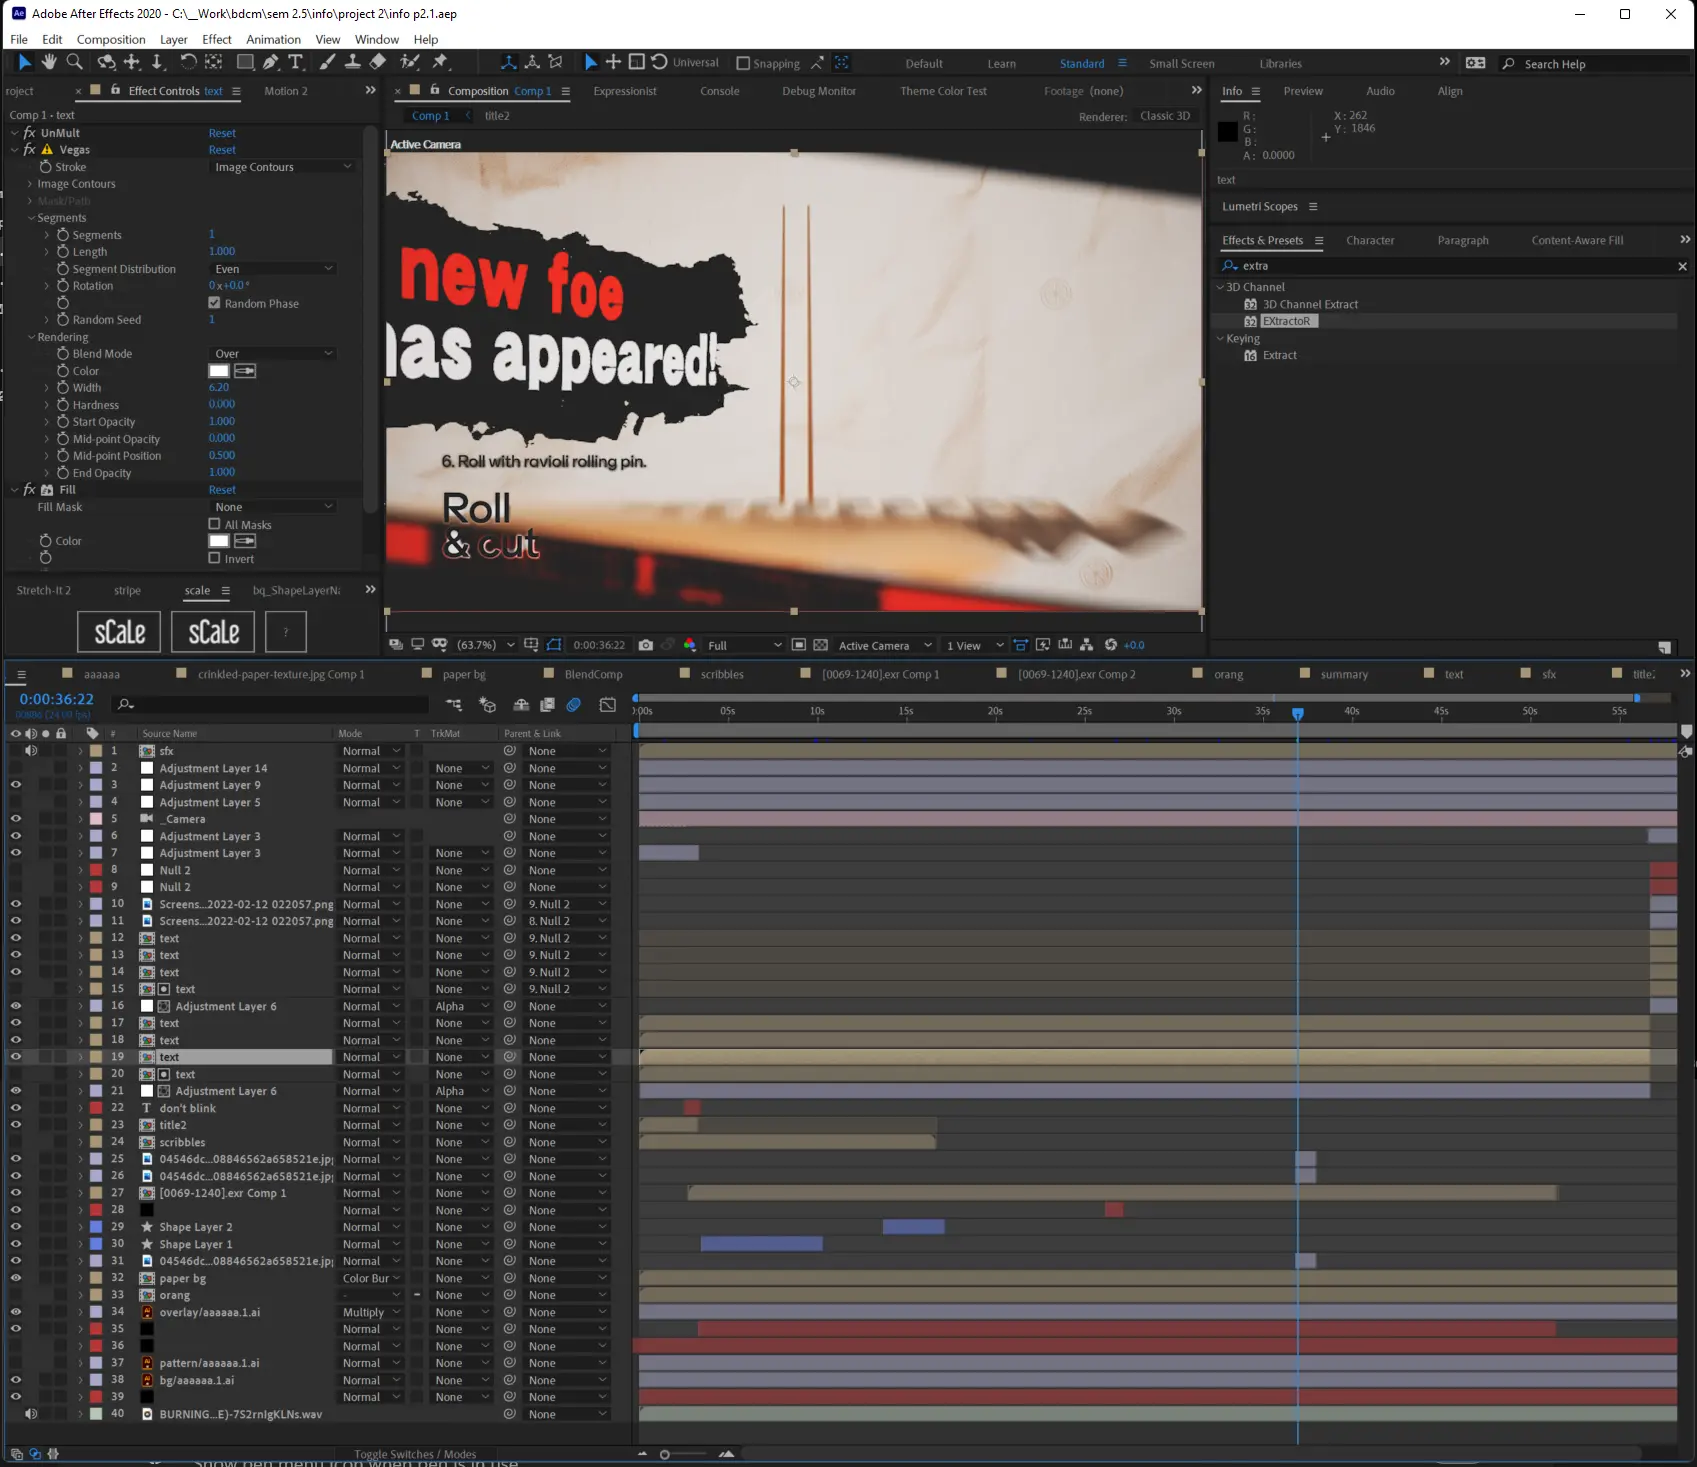 Adobe After Effects 2020 - C:\__Work\bdcm\sem 2.5\info\project 2\info p2.1.aep
File Edit Composition Layer Effect Animation View Window Help
Universal Snapping Default Learn Standard Small Screen Libraries Search Help
roject Effect Controls text Motion 2
Comp 1 • text
UnMult Reset
Vegas Reset
Stroke Image Contours
Image Contours
Mask/Path
Segments
Segments 1
Length 1.000
Segment Distribution Even
Rotation 0x+0.0°
Random Phase
Random Seed 1
Rendering
Blend Mode Over
Color
Width 6.20
Hardness 0.000
Start Opacity 1.000
Mid-point Opacity 0.000
Mid-point Position 0.500
End Opacity 1.000
Fill Reset
Fill Mask None
All Masks
Color
Invert
Stretch-It 2 stripe scale bq_ShapeLayerNa
sCaLe sCaLe ?
Composition Comp 1 Expressionist Console Debug Monitor Theme Color Test Footage (none)
Comp 1 title2 Renderer: Classic 3D
Active Camera
new foe
has appeared!
6. Roll with ravioli rolling pin.
Roll
& cut
(63.7%) 0:00:36:22 Full Active Camera 1 View +0.0
Info Preview Audio Align
R: X: 262
G: Y: 1846
B:
A: 0.0000
text
Lumetri Scopes
Effects & Presets Character Paragraph Content-Aware Fill
extra
3D Channel
32 3D Channel Extract
32 EXtractoR
Keying
16 Extract
aaaaaa crinkled-paper-texture.jpg Comp 1 paper bg BlendComp scribbles [0069-1240].exr Comp 1 [0069-1240].exr Comp 2 orang summary text sfx title2
0:00:36:22
00886 (24.00 fps)
:00s 05s 10s 15s 20s 25s 30s 35s 40s 45s 50s 55s
# Source Name Mode T TrkMat Parent & Link
1 sfx Normal None
2 Adjustment Layer 14 Normal None None
3 Adjustment Layer 9 Normal None None
4 Adjustment Layer 5 Normal None None
5 _Camera None
6 Adjustment Layer 3 Normal None
7 Adjustment Layer 3 Normal None None
8 Null 2 Normal None None
9 Null 2 Normal None None
10 Screens...2022-02-12 022057.png Normal None 9. Null 2
11 Screens...2022-02-12 022057.png Normal None 8. Null 2
12 text Normal None 9. Null 2
13 text Normal None 9. Null 2
14 text Normal None 9. Null 2
15 text Normal None 9. Null 2
16 Adjustment Layer 6 Normal Alpha None
17 text Normal None None
18 text Normal None None
19 text Normal None None
20 text Normal None None
21 Adjustment Layer 6 Normal Alpha None
22 T don't blink Normal None None
23 title2 Normal None None
24 scribbles Normal None None
25 04546dc...08846562a658521e.jpg Normal None None
26 04546dc...08846562a658521e.jpg Normal None None
27 [0069-1240].exr Comp 1 Normal None None
28 Normal None None
29 Shape Layer 2 Normal None None
30 Shape Layer 1 Normal None None
31 04546dc...08846562a658521e.jpg Normal None None
32 paper bg Color Bur None None
33 orang - None None
34 overlay/aaaaaa.1.ai Multiply None None
35 Normal None None
36 Normal None None
37 pattern/aaaaaa.1.ai Normal None None
38 bg/aaaaaa.1.ai Normal None None
39 Normal None None
40 BURNING...E)-7S2rnIgKLNs.wav None
Toggle Switches / Modes